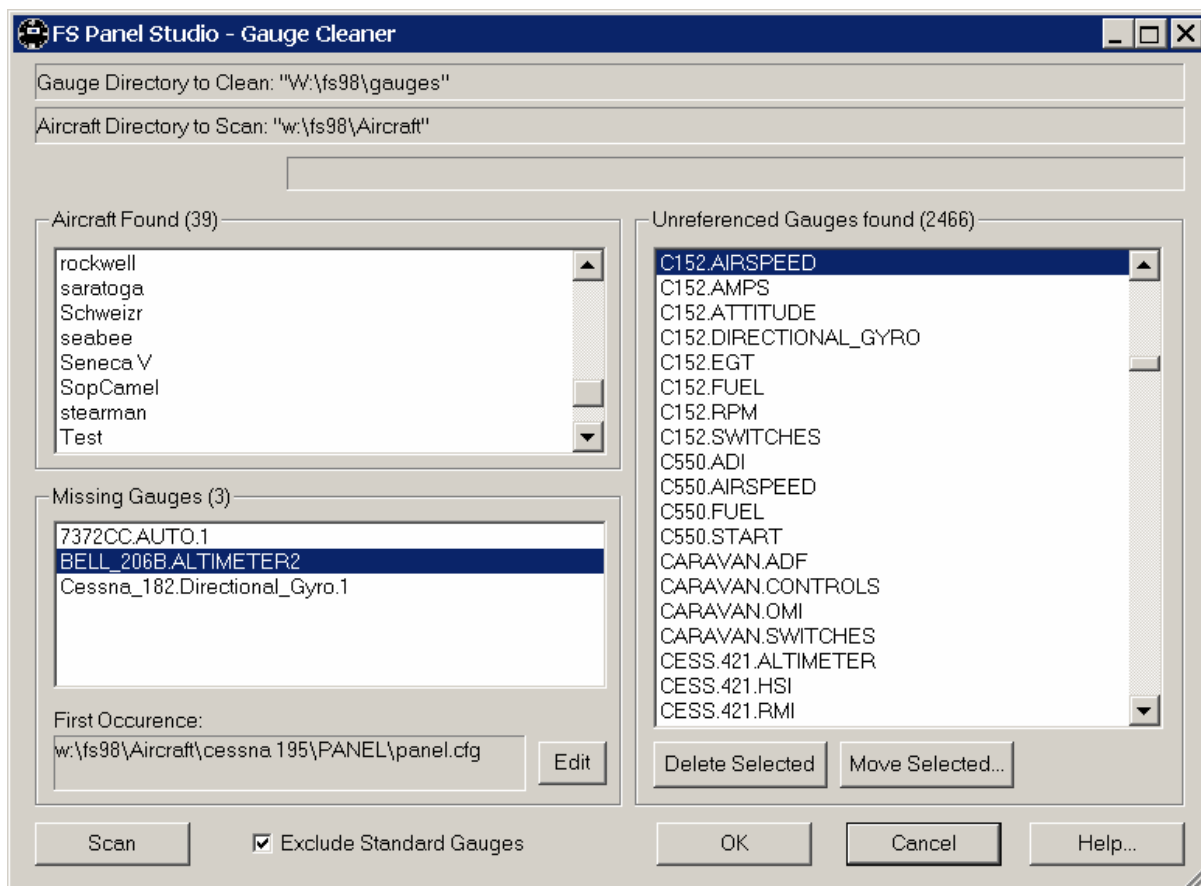 FS Panel Studio - Gauge Cleaner
Gauge Directory to Clean: "W:\fs98\gauges"
Aircraft Directory to Scan: "w:\fs98\Aircraft"
Aircraft Found (39)
rockwell
saratoga
Schweizr
seabee
Seneca V
SopCamel
stearman
Test
Missing Gauges (3)
7372CC.AUTO.1
BELL_206B.ALTIMETER2
Cessna_182.Directional_Gyro.1
First Occurence:
w:\fs98\Aircraft\cessna 195\PANEL\panel.cfg
Edit
Unreferenced Gauges found (2466)
C152.AIRSPEED
C152.AMPS
C152.ATTITUDE
C152.DIRECTIONAL_GYRO
C152.EGT
C152.FUEL
C152.RPM
C152.SWITCHES
C550.ADI
C550.AIRSPEED
C550.FUEL
C550.START
CARAVAN.ADF
CARAVAN.CONTROLS
CARAVAN.OMI
CARAVAN.SWITCHES
CESS.421.ALTIMETER
CESS.421.HSI
CESS.421.RMI
Delete Selected
Move Selected...
Scan
Exclude Standard Gauges
OK
Cancel
Help...